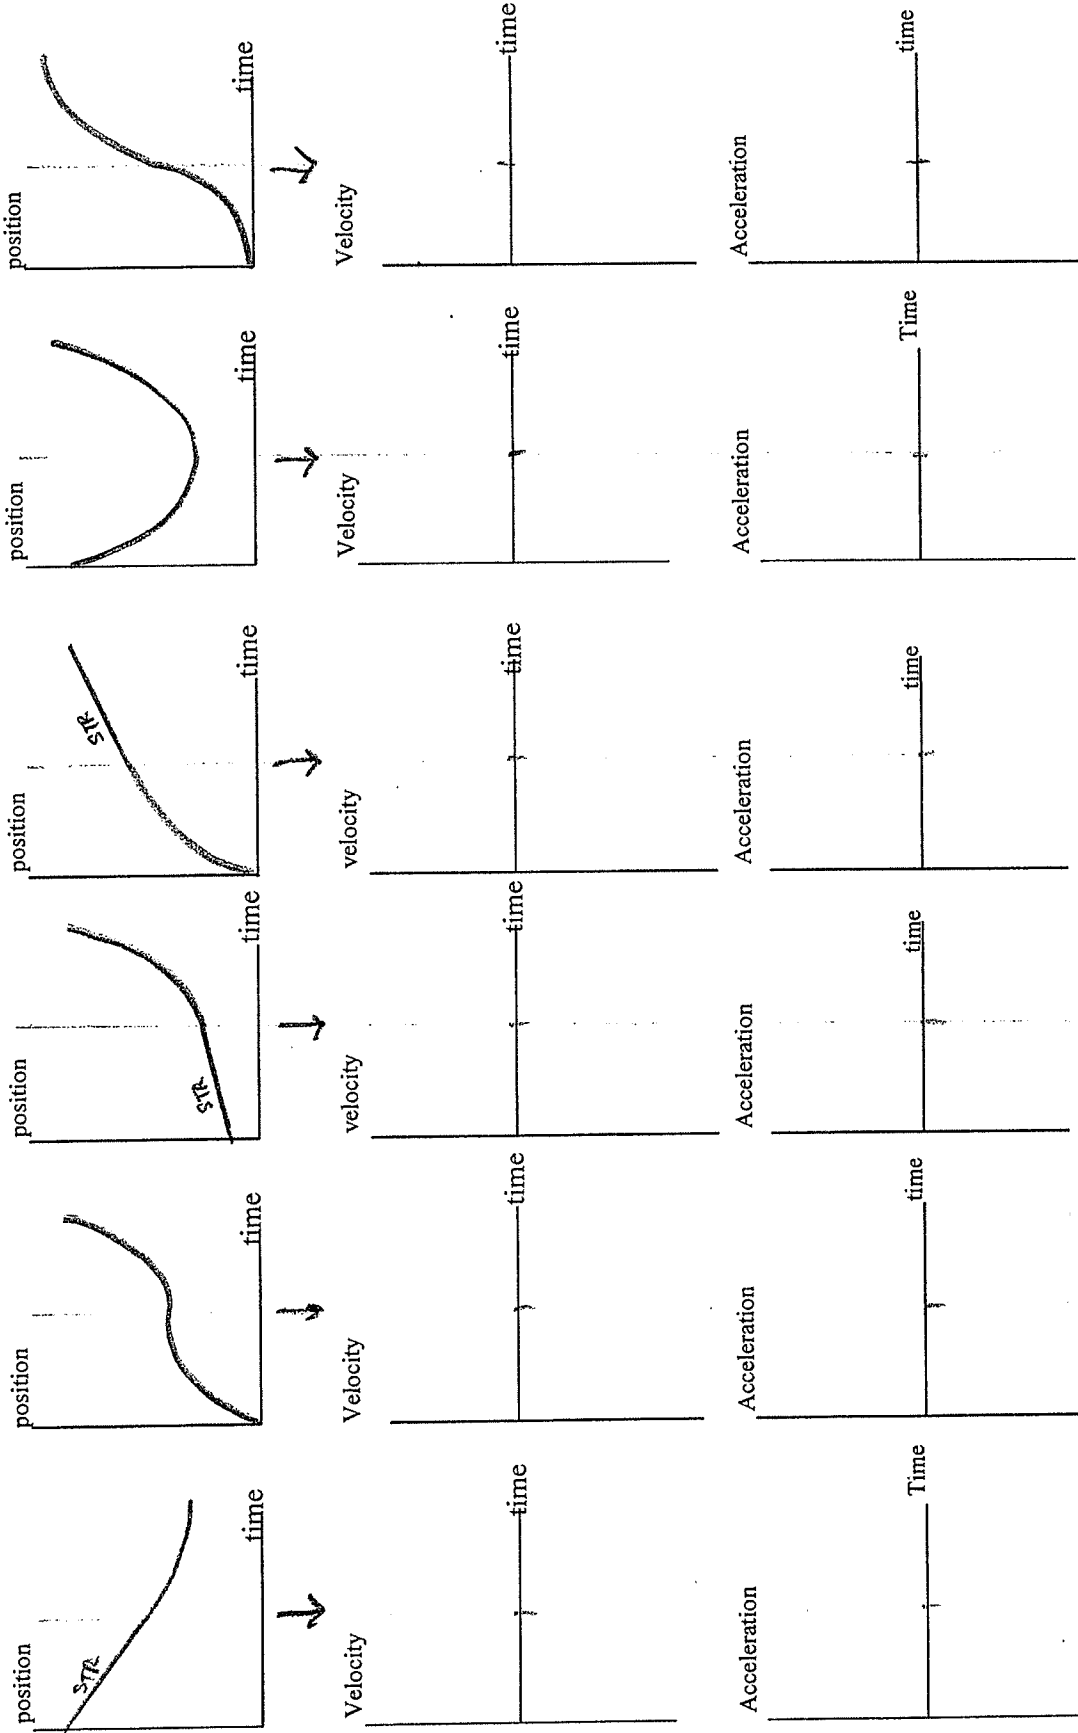 position position position position position position
STR STR STR
time time time time time time
Velocity Velocity velocity velocity Velocity Velocity
time time time time time time
Acceleration Acceleration Acceleration Acceleration Acceleration Acceleration
Time time time time Time time